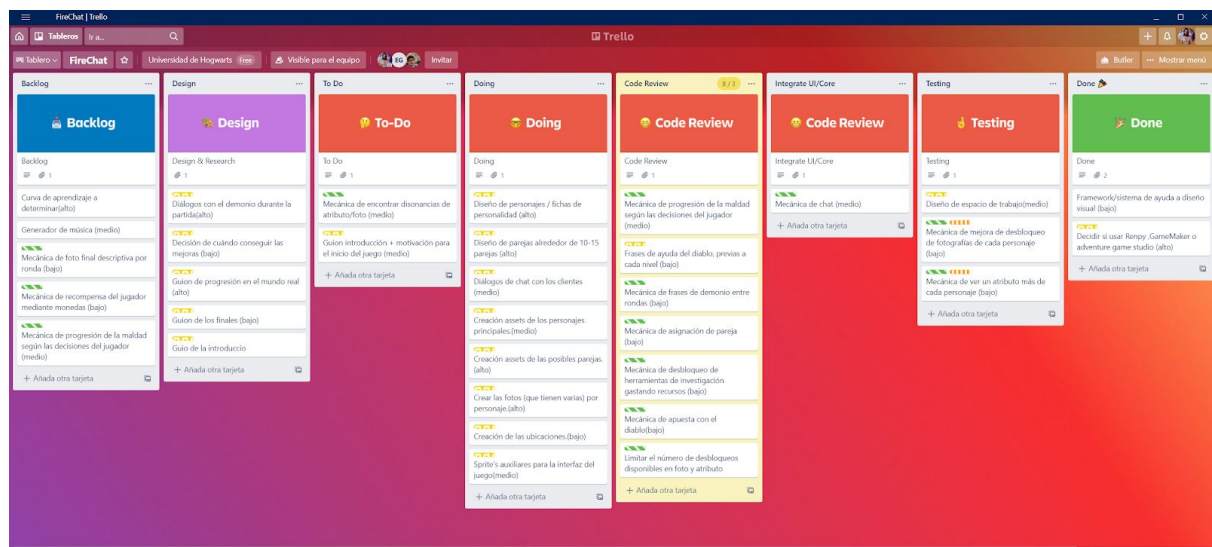 FireChat | Trello
Tableros
Ir a...
Trello
Tablero
FireChat
Universidad de Hogwarts Free
Visible para el equipo
EG
Invitar
Butler
Mostrar menú
Backlog
Backlog
Backlog
1
Curva de aprendizaje a
determinar(alto)
Generador de música (medio)
Mecánica de foto final descriptiva por
ronda (bajo)
Mecánica de recompensa del jugador
mediante monedas (bajo)
Mecánica de progresión de la maldad
según las decisiones del jugador
(medio)
+ Añada otra tarjeta
Design
Design
Design & Research
1
Diálogos con el demonio durante la
partida(alto)
Decisión de cuándo conseguir las
mejoras (bajo)
Guion de progresión en el mundo real
(alto)
Guion de los finales (bajo)
Guio de la introduccio
+ Añada otra tarjeta
To Do
To-Do
To Do
1
Mecánica de encontrar disonancias de
atributo/foto (medio)
Guion introducción + motivación para
el inicio del juego (medio)
+ Añada otra tarjeta
Doing
Doing
Doing
1
Diseño de personajes / fichas de
personalidad (alto)
Diseño de parejas alrededor de 10-15
parejas (alto)
Diálogos de chat con los clientes
(medio)
Creación assets de los personajes
principales.(medio)
Creación assets de las posibles parejas.
(alto)
Crear las fotos (que tienen varias) por
personaje.(alto)
Creación de las ubicaciones.(bajo)
Sprite's auxiliares para la interfaz del
juego(medio)
+ Añada otra tarjeta
Code Review
8 / 3
Code Review
Code Review
1
Mecánica de progresión de la maldad
según las decisiones del jugador
(medio)
Frases de ayuda del diablo, previas a
cada nivel (bajo)
Mecánica de frases de demonio entre
rondas (bajo)
Mecánica de asignación de pareja
(bajo)
Mecánica de desbloqueo de
herramientas de investigación
gastando recursos (bajo)
Mecánica de apuesta con el
diablo(bajo)
Limitar el número de desbloqueos
disponibles en foto y atributo
+ Añada otra tarjeta
Integrate UI/Core
Code Review
Integrate UI/Core
1
Mecánica de chat (medio)
+ Añada otra tarjeta
Testing
Testing
Testing
1
Diseño de espacio de trabajo(medio)
Mecánica de mejora de desbloqueo
de fotografías de cada personaje
(bajo)
Mecánica de ver un atributo más de
cada personaje (bajo)
+ Añada otra tarjeta
Done
Done
Done
2
Framework/sistema de ayuda a diseño
visual (bajo)
Decidir si usar Renpy ,GameMaker o
adventure game studio (alto)
+ Añada otra tarjeta